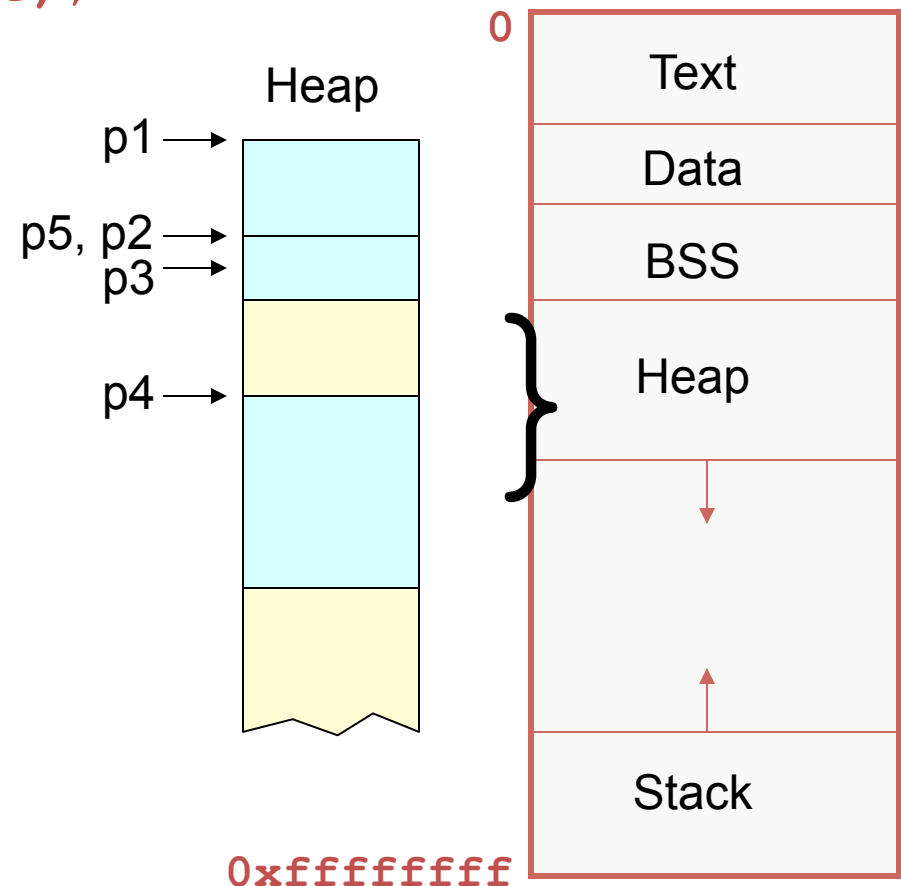 0
Text
Heap
p1
Data
p5, p2
BSS
p3
Heap
p4
Stack
0xffffffff